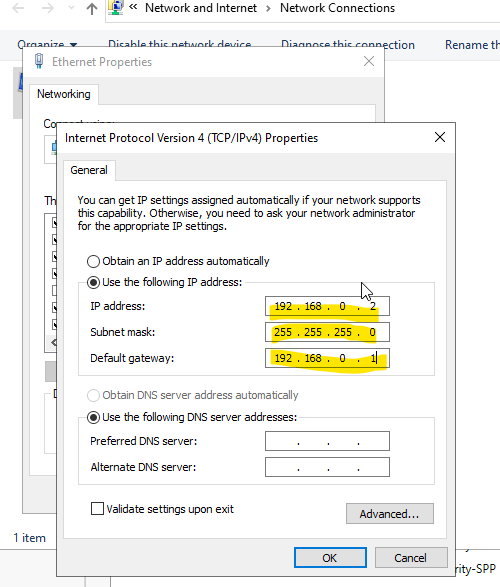 « Network and Internet › Network Connections
Organize Disable this network device Diagnose this connection Rename th
Ethernet Properties
Networking
Internet Protocol Version 4 (TCP/IPv4) Properties
General
You can get IP settings assigned automatically if your network supports
this capability. Otherwise, you need to ask your network administrator
for the appropriate IP settings.
Obtain an IP address automatically
Use the following IP address:
IP address: 192 . 168 . 0 . 2
Subnet mask: 255 . 255 . 255 . 0
Default gateway: 192 . 168 . 0 . 1
Obtain DNS server address automatically
Use the following DNS server addresses:
Preferred DNS server: . . .
Alternate DNS server: . . .
Validate settings upon exit
Advanced...
1 item
OK Cancel
rity-SPP